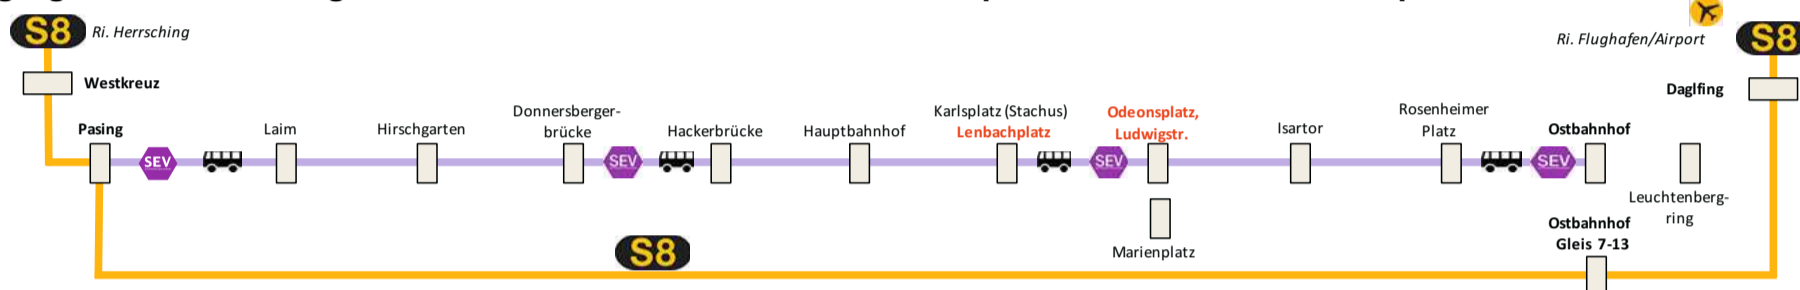 S8 Ri. Herrsching
Ri. Flughafen/Airport S8
Westkreuz
Daglfing
Pasing
SEV
Laim
Hirschgarten
Donnersberger-
brücke
SEV
Hackerbrücke
Hauptbahnhof
Karlsplatz (Stachus)
Lenbachplatz
SEV
Odeonsplatz,
Ludwigstr.
Marienplatz
Isartor
Rosenheimer
Platz
SEV
Ostbahnhof
Leuchtenberg-
ring
Ostbahnhof
Gleis 7-13
S8